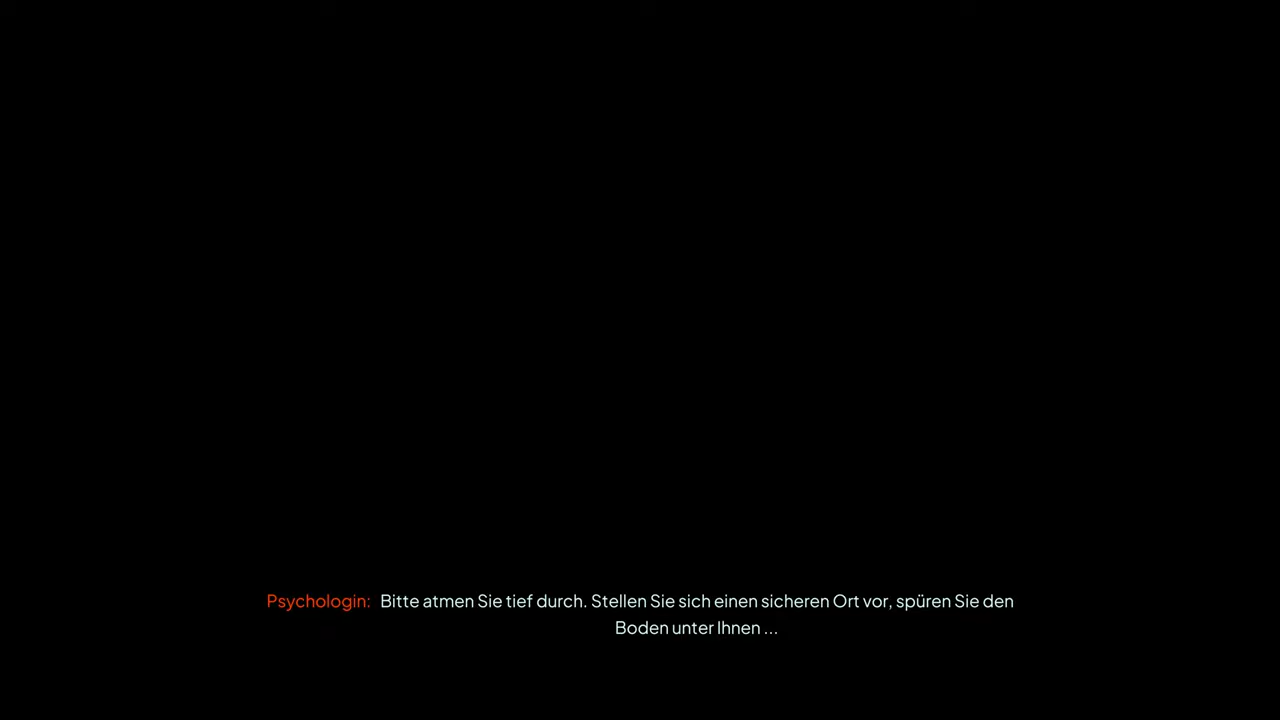 Psychologin: Bitte atmen Sie tief durch. Stellen Sie sich einen sicheren Ort vor, spüren Sie den
Boden unter Ihnen ...